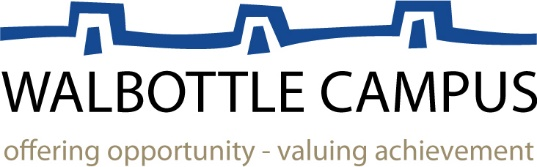 WALBOTTLE CAMPUS
offering opportunity - valuing achievement